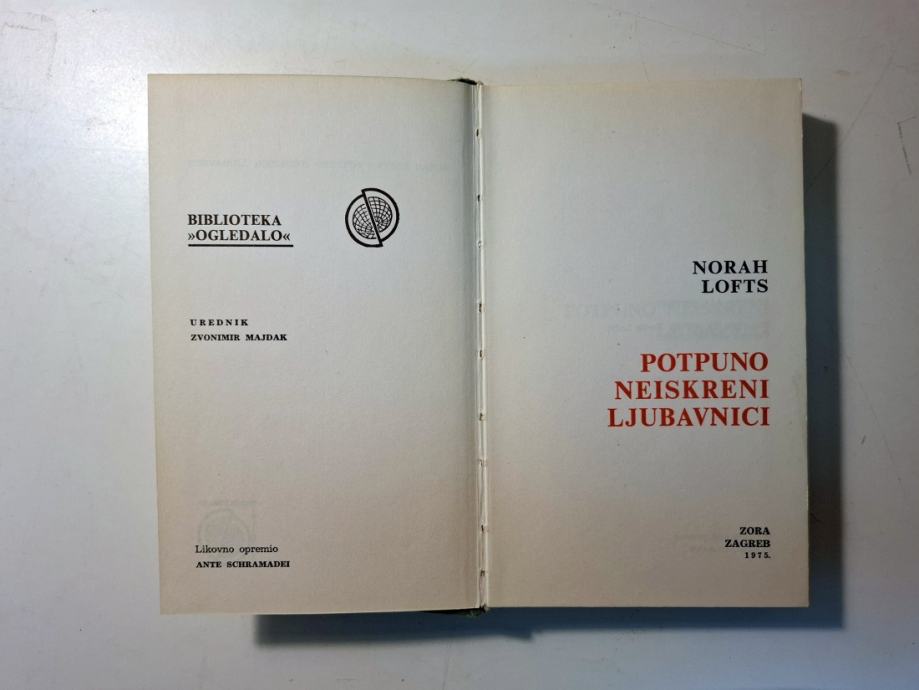 BIBLIOTEKA
»OGLEDALO«
UREDNIK
ZVONIMIR MAJDAK
Likovno opremio
ANTE SCHRAMADEI
NORAH
LOFTS
POTPUNO
NEISKRENI
LJUBAVNICI
ZORA
ZAGREB
1975.